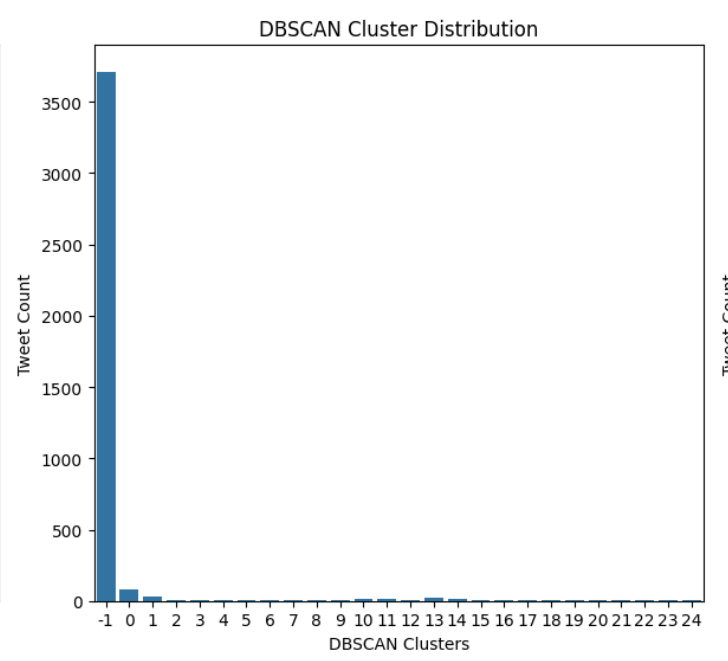 DBSCAN Cluster Distribution
Tweet Count
3500
3000
2500
2000
1500
1000
500
0
-1 0 1 2 3 4 5 6 7 8 9 10 11 12 13 14 15 16 17 18 19 20 21 22 23 24
DBSCAN Clusters
Tweet Count